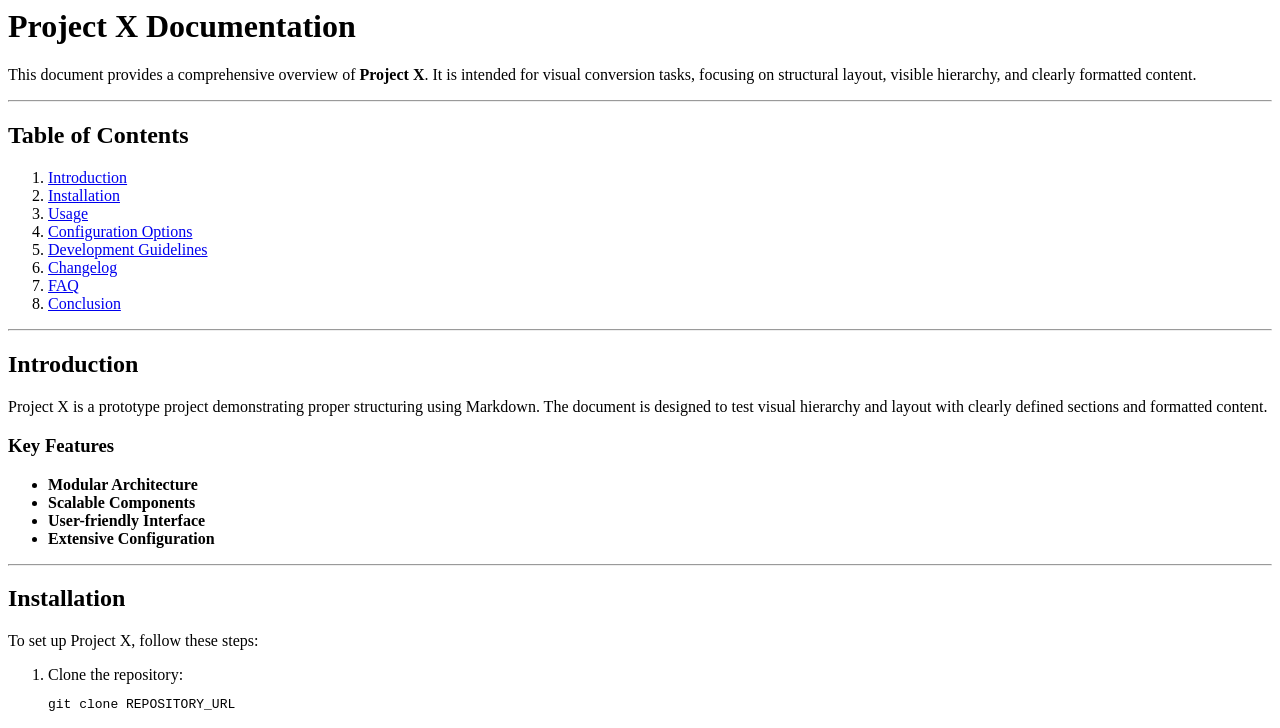 Project X Documentation
This document provides a comprehensive overview of Project X. It is intended for visual conversion tasks, focusing on structural layout, visible hierarchy, and clearly formatted content.
Table of Contents
1. Introduction
2. Installation
3. Usage
4. Configuration Options
5. Development Guidelines
6. Changelog
7. FAQ
8. Conclusion
Introduction
Project X is a prototype project demonstrating proper structuring using Markdown. The document is designed to test visual hierarchy and layout with clearly defined sections and formatted content.
Key Features
• Modular Architecture
• Scalable Components
• User-friendly Interface
• Extensive Configuration
Installation
To set up Project X, follow these steps:
1. Clone the repository:
git clone REPOSITORY_URL